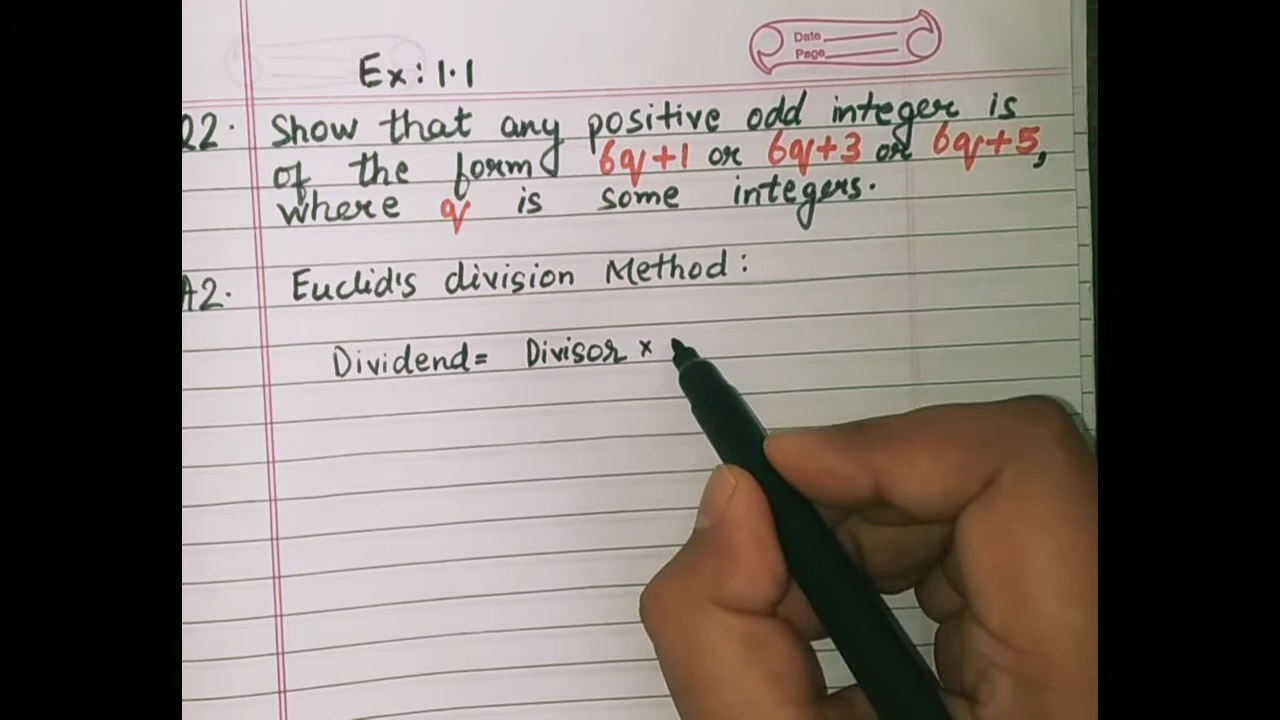 Date
Page
Ex: 1.1
Q2. Show that any positive odd integer is
of the form 6q+1 or 6q+3 or 6q+5,
where q is some integers.
A2. Euclid's division Method:
Dividend= Divisor ×